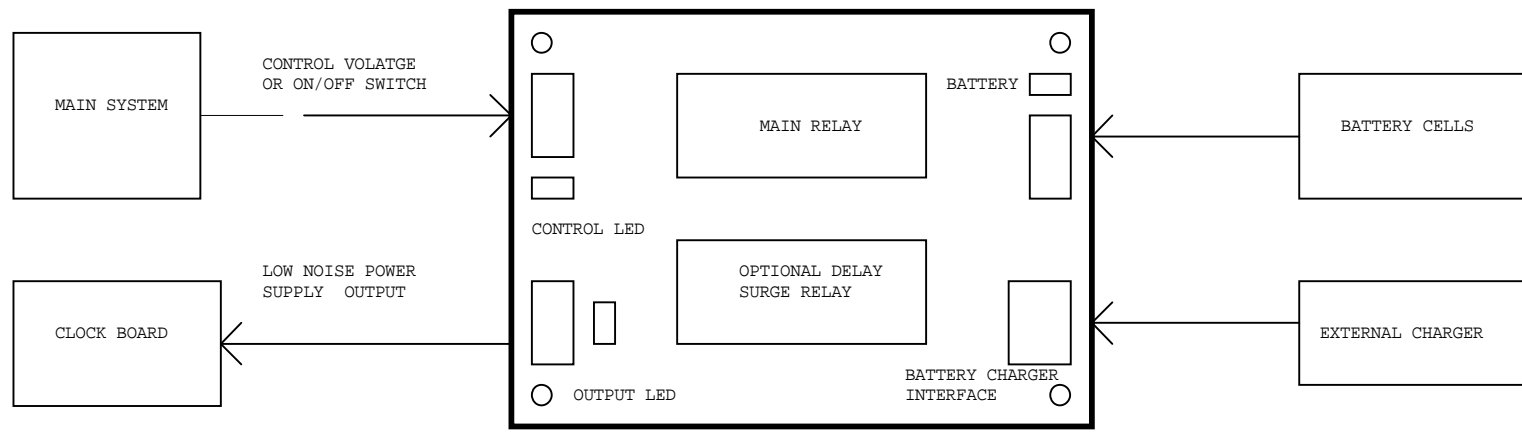 MAIN SYSTEM
CONTROL VOLATGE
OR ON/OFF SWITCH
LOW NOISE POWER
SUPPLY OUTPUT
CLOCK BOARD
MAIN RELAY
BATTERY
CONTROL LED
OPTIONAL DELAY
SURGE RELAY
OUTPUT LED
BATTERY CHARGER
INTERFACE
BATTERY CELLS
EXTERNAL CHARGER